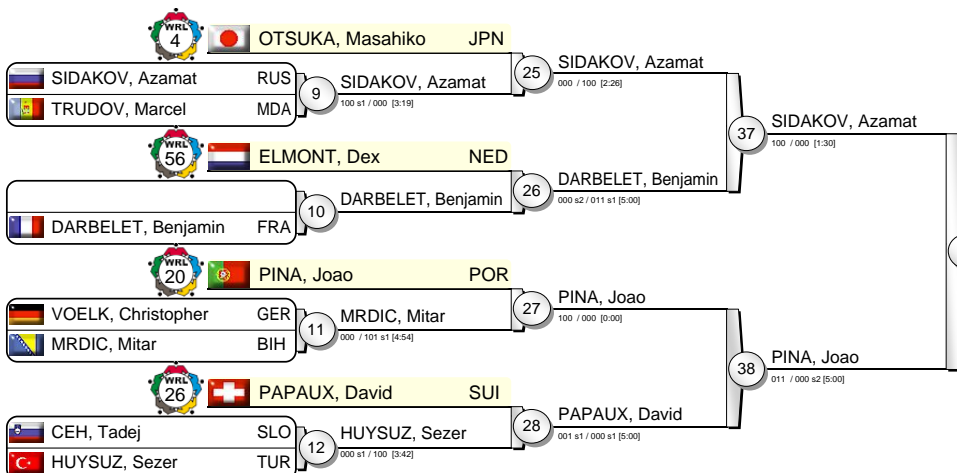 WRL
4
OTSUKA, Masahiko JPN
SIDAKOV, Azamat RUS
TRUDOV, Marcel MDA
9
SIDAKOV, Azamat
100 s1 / 000 [3:19]
25
SIDAKOV, Azamat
000 / 100 [2:26]
WRL
56
ELMONT, Dex NED
DARBELET, Benjamin FRA
10
DARBELET, Benjamin
26
DARBELET, Benjamin
000 s2 / 011 s1 [5:00]
37
SIDAKOV, Azamat
100 / 000 [1:30]
WRL
20
PINA, Joao POR
VOELK, Christopher GER
MRDIC, Mitar BIH
11
MRDIC, Mitar
000 / 101 s1 [4:54]
27
PINA, Joao
100 / 000 [0:00]
WRL
26
PAPAUX, David SUI
CEH, Tadej SLO
HUYSUZ, Sezer TUR
12
HUYSUZ, Sezer
000 s1 / 100 [3:42]
28
PAPAUX, David
001 s1 / 000 s1 [5:00]
38
PINA, Joao
011 / 000 s2 [5:00]